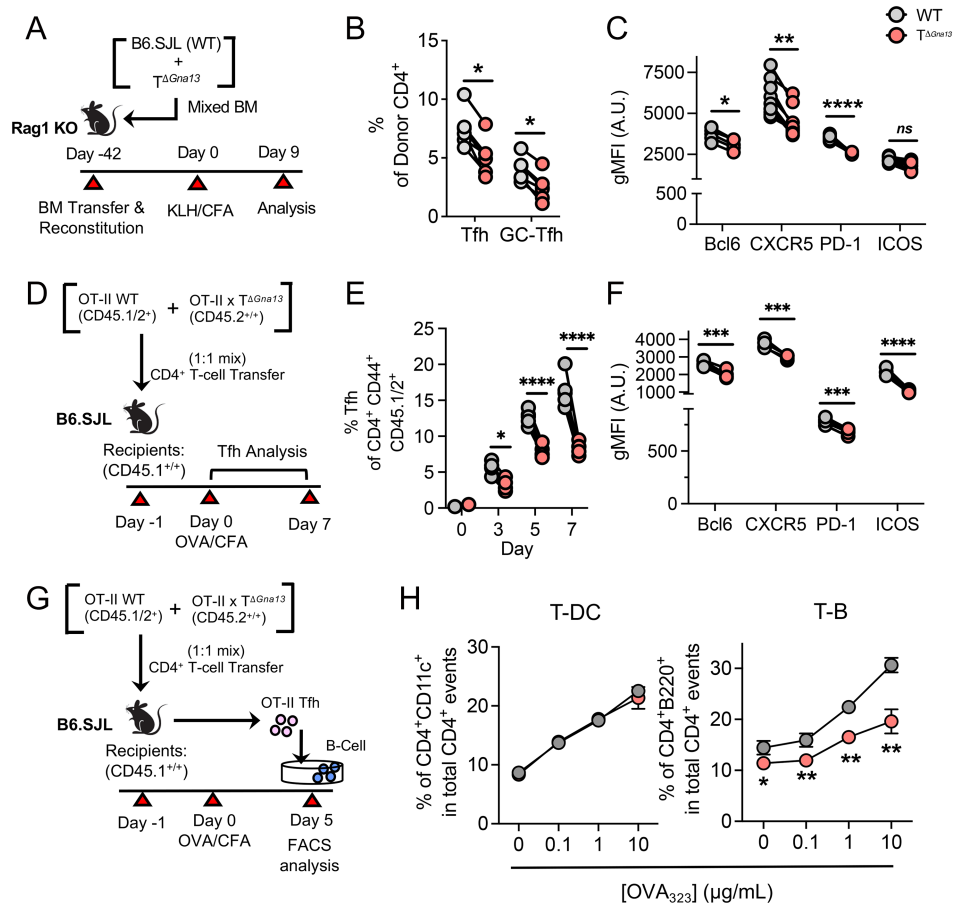 A
B6.SJL (WT)
+
T^ΔGna13
Mixed BM
Rag1 KO
Day -42
Day 0
Day 9
BM Transfer &
Reconstitution
KLH/CFA
Analysis
B
%
of Donor CD4⁺
15
10
5
0
*
*
Tfh
GC-Tfh
C
WT
T^ΔGna13
gMFI (A.U.)
7500
5000
2500
500
0
*
**
****
ns
Bcl6
CXCR5
PD-1
ICOS
D
OT-II WT
(CD45.1/2⁺)
+
OT-II x T^ΔGna13
(CD45.2⁺/⁺)
(1:1 mix)
CD4⁺ T-cell Transfer
B6.SJL
Recipients:
(CD45.1⁺/⁺)
Tfh Analysis
Day -1
Day 0
OVA/CFA
Day 7
E
% Tfh
of CD4⁺ CD44⁺
CD45.1/2⁺
25
20
15
10
5
0
*
****
****
0
3
5
7
Day
F
gMFI (A.U.)
4000
3000
2000
1000
500
0
***
***
***
****
Bcl6
CXCR5
PD-1
ICOS
G
OT-II WT
(CD45.1/2⁺)
+
OT-II x T^ΔGna13
(CD45.2⁺/⁺)
(1:1 mix)
CD4⁺ T-cell Transfer
B6.SJL
OT-II Tfh
B-Cell
Recipients:
(CD45.1⁺/⁺)
Day -1
Day 0
OVA/CFA
Day 5
FACS
analysis
H
T-DC
% of CD4⁺CD11c⁺
in total CD4⁺ events
30
20
10
0
0
0.1
1
10
T-B
% of CD4⁺B220⁺
in total CD4⁺ events
40
30
20
10
0
*
**
**
**
0
0.1
1
10
[OVA₃₂₃] (µg/mL)